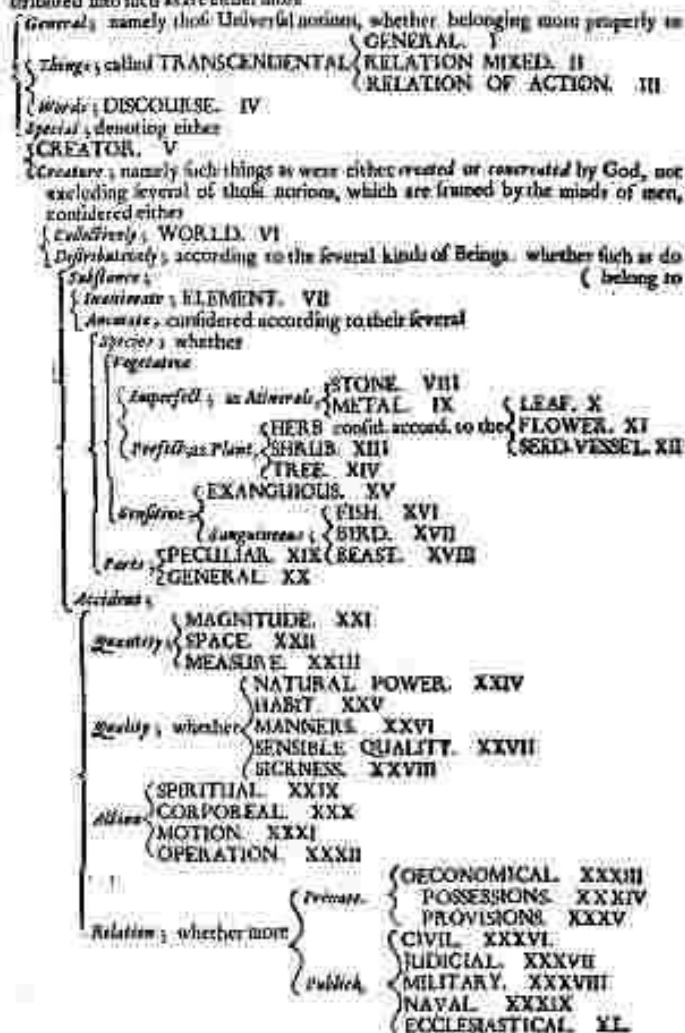 General; namely those Universal notions, whether belonging more properly to
Things; called TRANSCENDENTAL
GENERAL. I
RELATION MIXED. II
RELATION OF ACTION. III
Words; DISCOURSE. IV
Special; denoting either
CREATOR. V
Creature; namely such things as were either created or concreated by God, not
excluding several of those notions, which are framed by the minds of men,
considered either
Collectively; WORLD. VI
Distributively; according to the several kinds of Beings. whether such as do
( belong to
Substance;
Inanimate; ELEMENT. VII
Animate; considered according to their several
Species; whether
Vegetative
Imperfect; as Minerals,
STONE. VIII
METAL. IX
Perfect; as Plant,
HERB consid. accord. to the
LEAF. X
FLOWER. XI
SEED-VESSEL. XII
SHRUB. XIII
TREE. XIV
Sensitive
EXANGUIOUS. XV
Sanguineous;
FISH. XVI
BIRD. XVII
BEAST. XVIII
Parts;
PECULIAR. XIX
GENERAL. XX
Accident;
Quantity;
MAGNITUDE. XXI
SPACE. XXII
MEASURE. XXIII
Quality; whether
NATURAL POWER. XXIV
HABIT. XXV
MANNERS. XXVI
SENSIBLE QUALITY. XXVII
SICKNESS. XXVIII
Action
SPIRITUAL. XXIX
CORPOREAL. XXX
MOTION. XXXI
OPERATION. XXXII
Relation; whether more
Private.
OECONOMICAL. XXXIII
POSSESSIONS. XXXIV
PROVISIONS. XXXV
Publick,
CIVIL. XXXVI.
JUDICIAL. XXXVII
MILITARY. XXXVIII
NAVAL. XXXIX
ECCLESIASTICAL. XL.